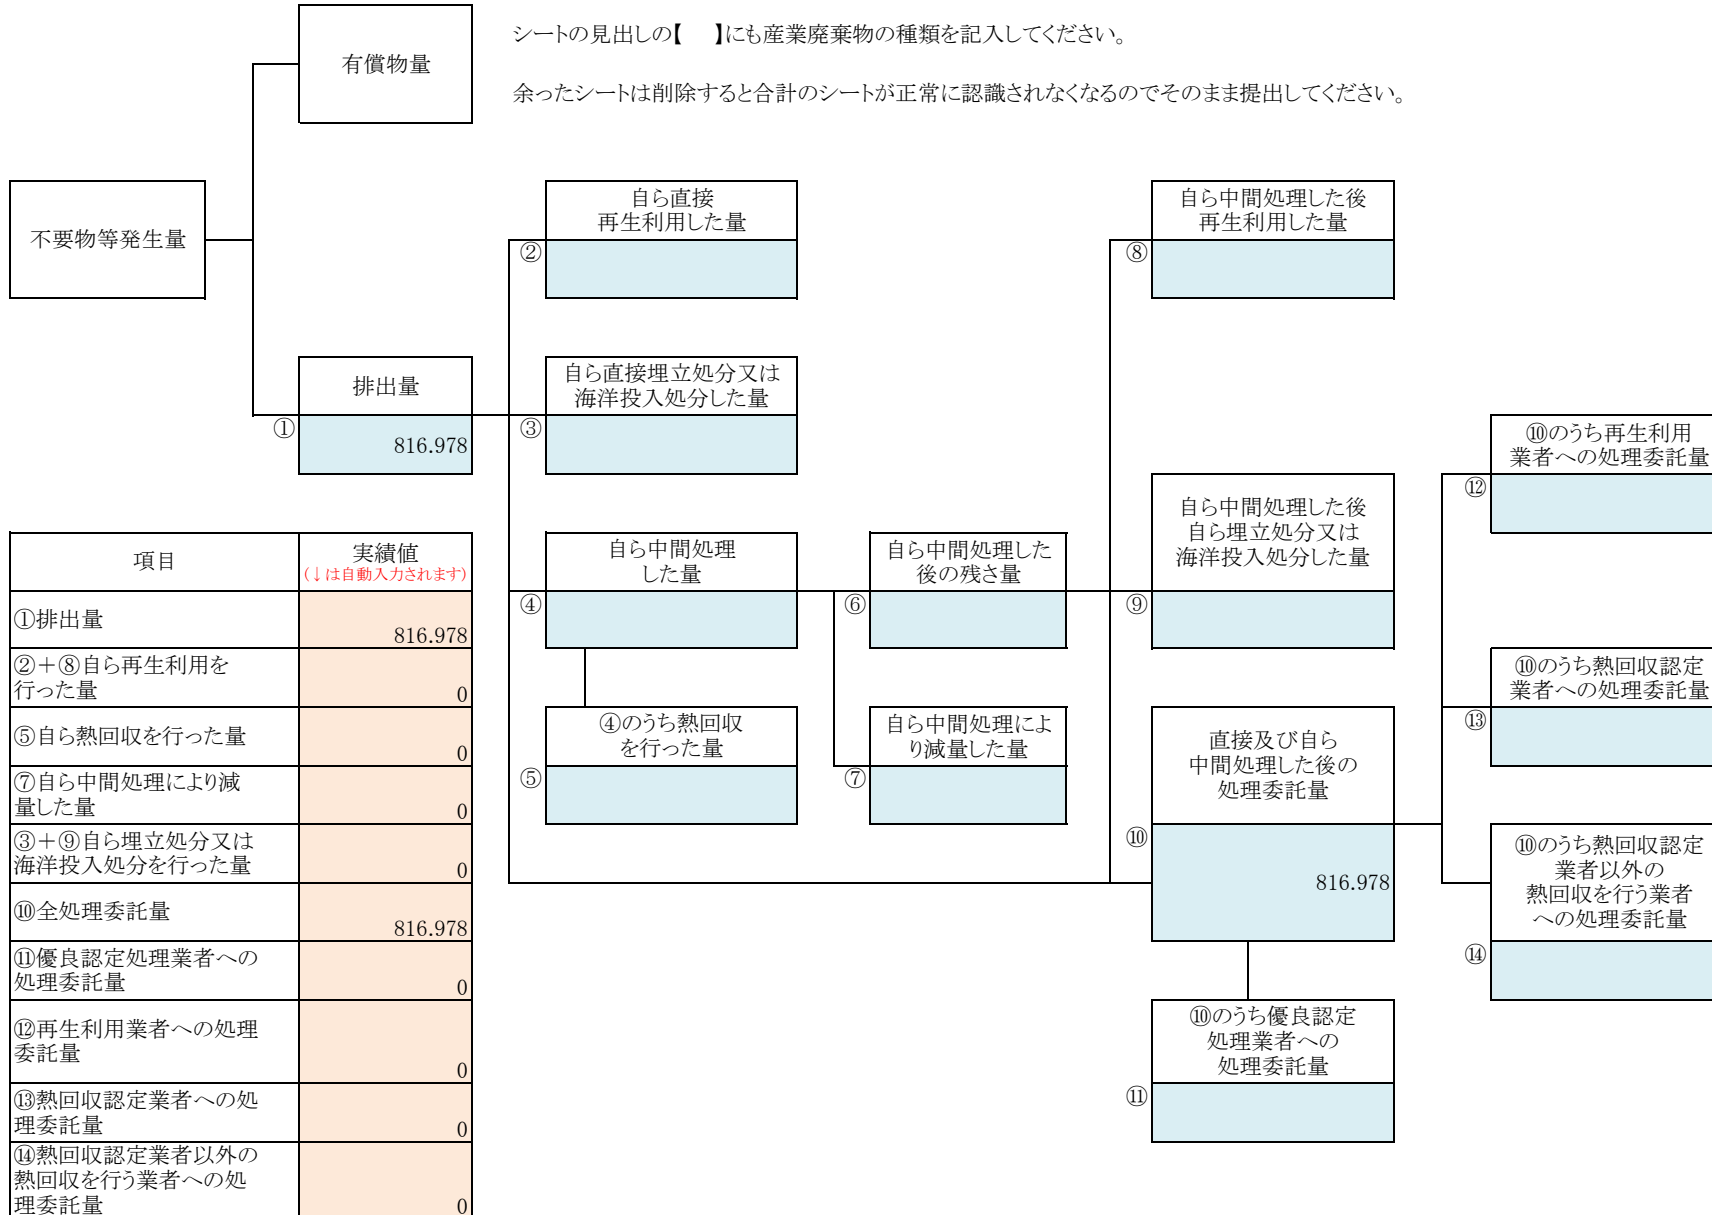 シートの見出しの【　】にも産業廃棄物の種類を記入してください。
余ったシートは削除すると合計のシートが正常に認識されなくなるのでそのまま提出してください。
有償物量
不要物等発生量
排出量
①
816.978
自ら直接
再生利用した量
②
自ら直接埋立処分又は
海洋投入処分した量
③
自ら中間処理
した量
④
④のうち熱回収
を行った量
⑤
自ら中間処理した
後の残さ量
⑥
自ら中間処理によ
り減量した量
⑦
自ら中間処理した後
再生利用した量
⑧
自ら中間処理した後
自ら埋立処分又は
海洋投入処分した量
⑨
直接及び自ら
中間処理した後の
処理委託量
⑩
816.978
⑩のうち優良認定
処理業者への
処理委託量
⑪
⑩のうち再生利用
業者への処理委託量
⑫
⑩のうち熱回収認定
業者への処理委託量
⑬
⑩のうち熱回収認定
業者以外の
熱回収を行う業者
への処理委託量
⑭
項目
実績値
(↓は自動入力されます)
①排出量
816.978
②＋⑧自ら再生利用を
行った量
0
⑤自ら熱回収を行った量
0
⑦自ら中間処理により減
量した量
0
③＋⑨自ら埋立処分又は
海洋投入処分を行った量
0
⑩全処理委託量
816.978
⑪優良認定処理業者への
処理委託量
0
⑫再生利用業者への処理
委託量
0
⑬熱回収認定業者への処
理委託量
0
⑭熱回収認定業者以外の
熱回収を行う業者への処
理委託量
0